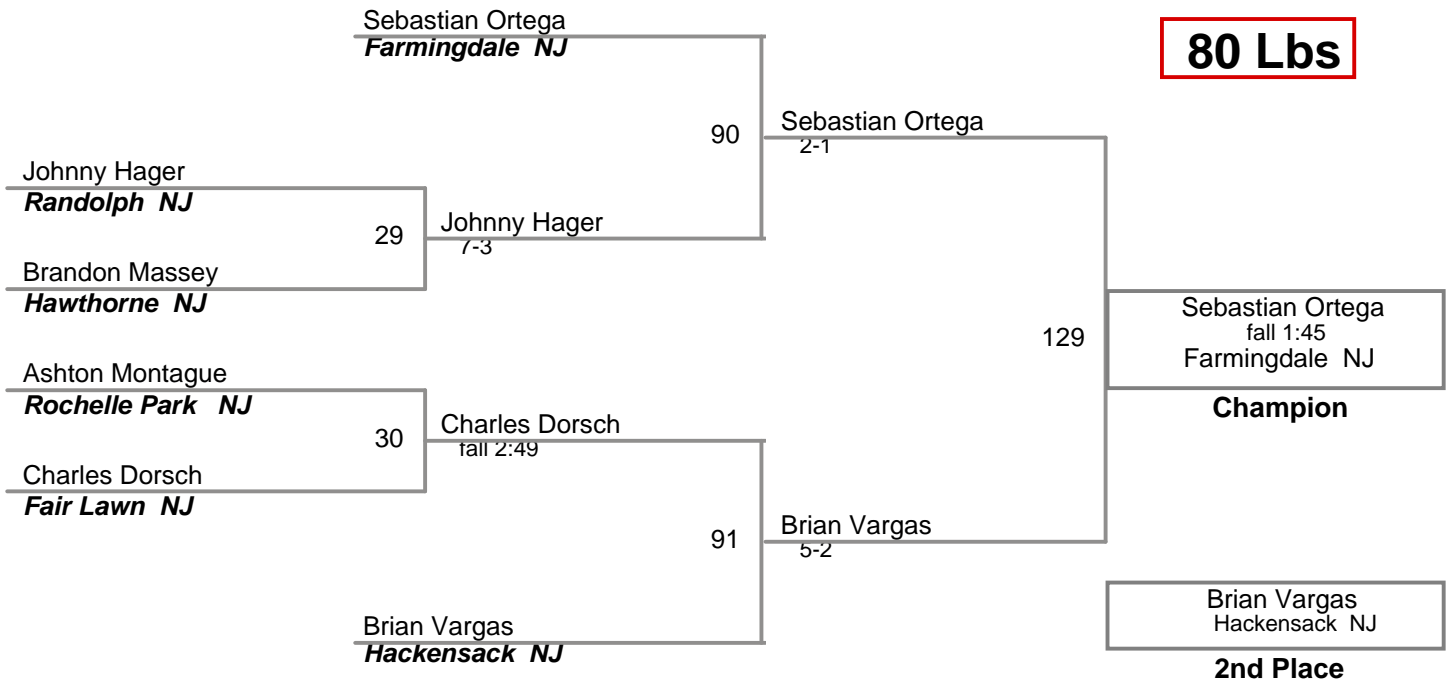 Sebastian Ortega
Farmingdale NJ
80 Lbs
90
Sebastian Ortega
2-1
Johnny Hager
Randolph NJ
29
Johnny Hager
7-3
Brandon Massey
Hawthorne NJ
129
Sebastian Ortega
fall 1:45
Farmingdale NJ
Champion
Ashton Montague
Rochelle Park NJ
30
Charles Dorsch
fall 2:49
Charles Dorsch
Fair Lawn NJ
91
Brian Vargas
5-2
Brian Vargas
Hackensack NJ
Brian Vargas
Hackensack NJ
2nd Place